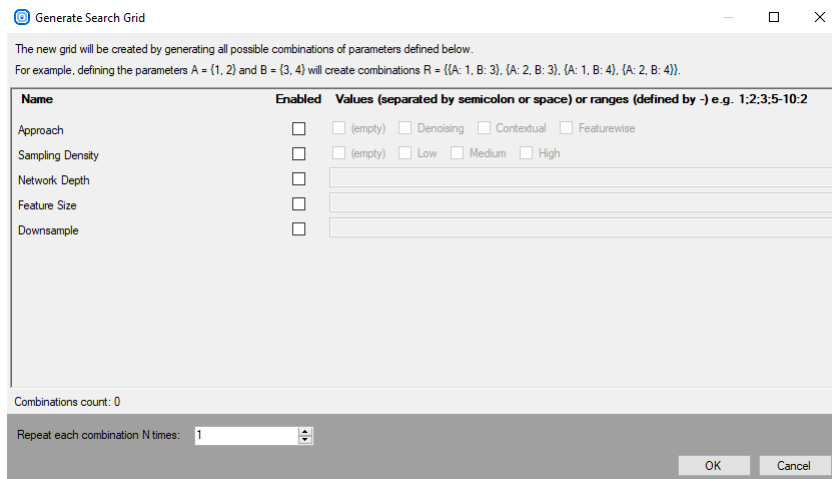 Generate Search Grid
The new grid will be created by generating all possible combinations of parameters defined below.
For example, defining the parameters A = {1, 2} and B = {3, 4} will create combinations R = {{A: 1, B: 3}, {A: 2, B: 3}, {A: 1, B: 4}, {A: 2, B: 4}}.
Name Enabled Values (separated by semicolon or space) or ranges (defined by -) e.g. 1;2;3;5-10:2
Approach (empty) Denoising Contextual Featurewise
Sampling Density (empty) Low Medium High
Network Depth
Feature Size
Downsample
Combinations count: 0
Repeat each combination N times: 1
OK Cancel